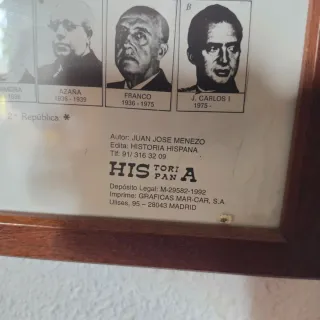 B
AZAÑA
1936 - 1939
FRANCO
1936 - 1975
J. CARLOS I
1975 -
2ª República. *
Autor: JUAN JOSE MENEZO
Edita: HISTORIA HISPANA
Tlf: 91/ 316 32 09
HIS TORI PAN A
Depósito Legal: M-29582-1992
Imprime: GRAFICAS MAR-CAR, S.A.
Ulises, 95 - 28043 MADRID